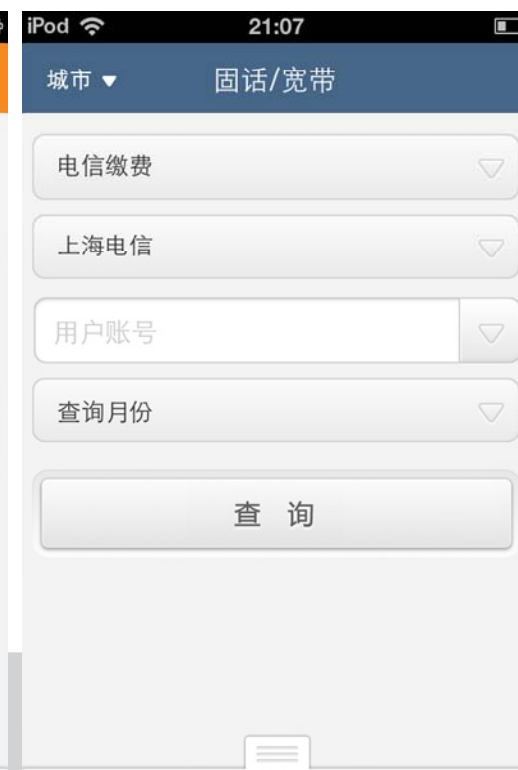 iPod 21:07
城市 固话/宽带
电信缴费
上海电信
用户账号
查询月份
查 询